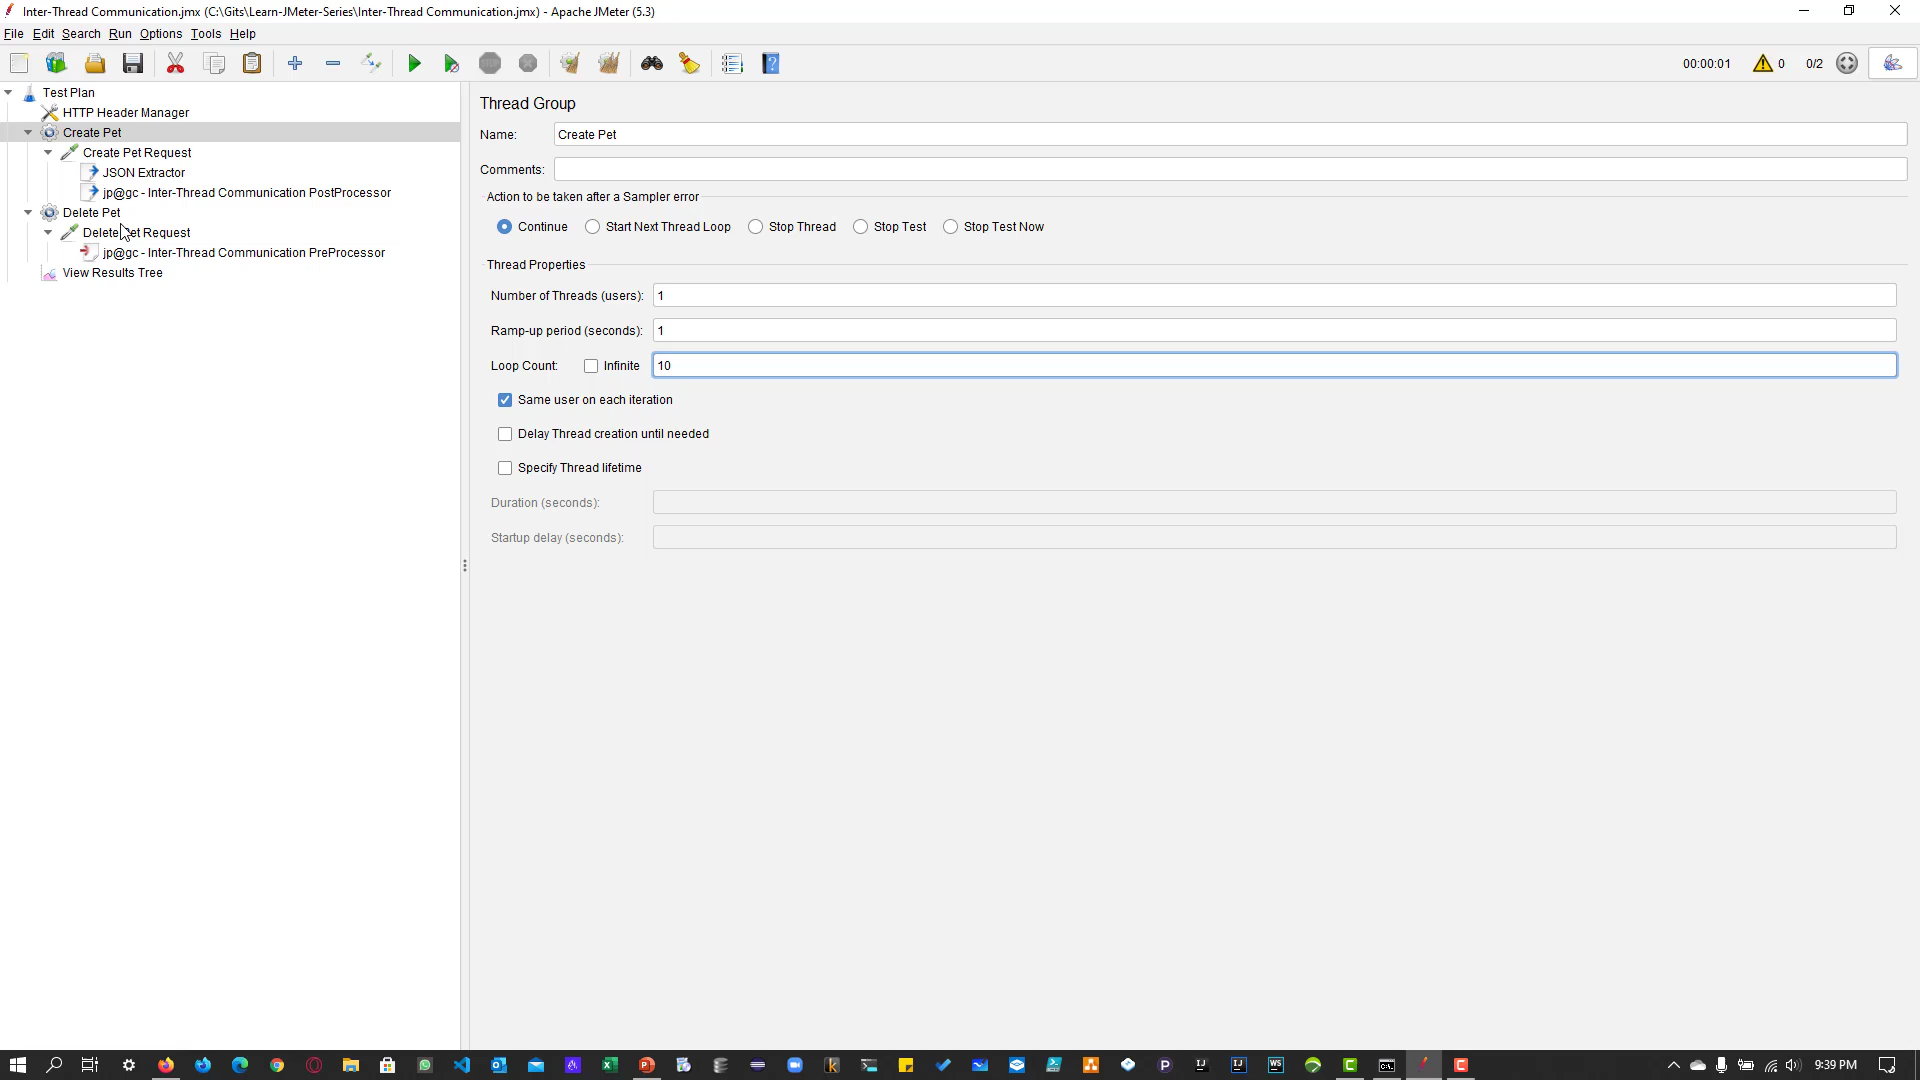 Inter-Thread Communication.jmx (C:\Gits\Learn-JMeter-Series\Inter-Thread Communication.jmx) - Apache JMeter (5.3)
File Edit Search Run Options Tools Help
00:00:01 0 0/2
Test Plan
HTTP Header Manager
Create Pet
Create Pet Request
JSON Extractor
jp@gc - Inter-Thread Communication PostProcessor
Delete Pet
Delete Pet Request
jp@gc - Inter-Thread Communication PreProcessor
View Results Tree
Thread Group
Name: Create Pet
Comments:
Action to be taken after a Sampler error
Continue Start Next Thread Loop Stop Thread Stop Test Stop Test Now
Thread Properties
Number of Threads (users): 1
Ramp-up period (seconds): 1
Loop Count: Infinite 10
Same user on each iteration
Delay Thread creation until needed
Specify Thread lifetime
Duration (seconds):
Startup delay (seconds):
9:39 PM